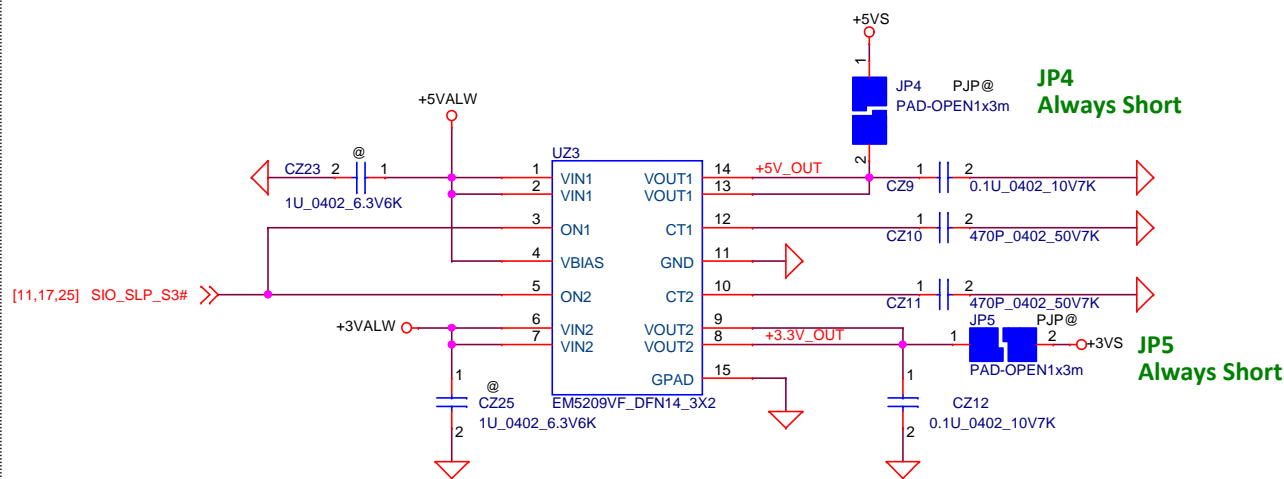 +5VS
1
JP4 PJP@
PAD-OPEN1x3m
JP4
Always Short
2
+5VALW
@
CZ23 2 1
1U_0402_6.3V6K
UZ3
1 VIN1 VOUT1 14 +5V_OUT
2 VIN1 VOUT1 13
CZ9 1 2 0.1U_0402_10V7K
3 ON1 CT1 12
CZ10 1 2 470P_0402_50V7K
4 VBIAS GND 11
[11,17,25] SIO_SLP_S3#
5 ON2 CT2 10
CZ11 1 2 470P_0402_50V7K
+3VALW
6 VIN2 VOUT2 9
7 VIN2 VOUT2 8 +3.3V_OUT
JP5 PJP@
1 2 +3VS
PAD-OPEN1x3m
JP5
Always Short
GPAD 15
EM5209VF_DFN14_3X2
1
@
CZ25
1U_0402_6.3V6K
2
1
CZ12
0.1U_0402_10V7K
2